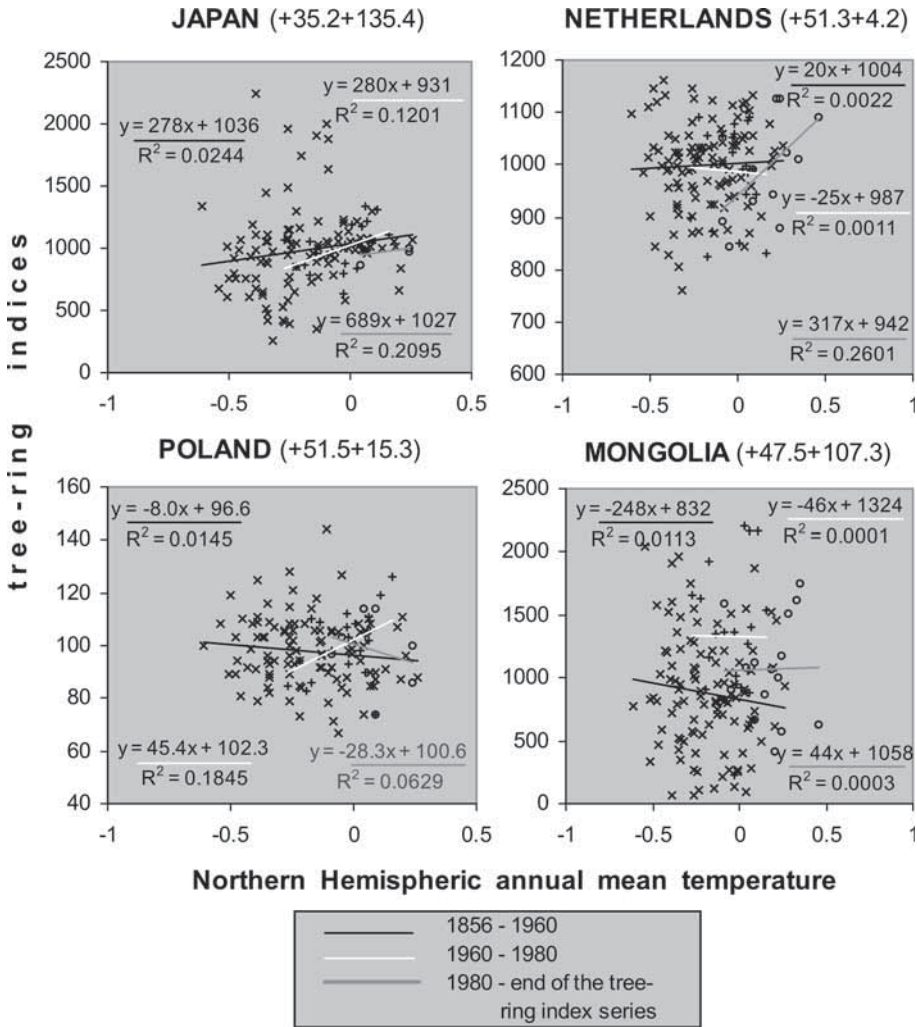 JAPAN (+35.2+135.4)
2500
2000
1500
1000
500
0
-1
-0.5
0
0.5
y = 280x + 931
R² = 0.1201
y = 278x + 1036
R² = 0.0244
y = 689x + 1027
R² = 0.2095
NETHERLANDS (+51.3+4.2)
1200
1100
1000
900
800
700
600
-1
-0.5
0
0.5
1
y = 20x + 1004
R² = 0.0022
y = -25x + 987
R² = 0.0011
y = 317x + 942
R² = 0.2601
tree-ring indices
POLAND (+51.5+15.3)
160
140
120
100
80
60
40
-1
-0.5
0
0.5
y = -8.0x + 96.6
R² = 0.0145
y = 45.4x + 102.3
R² = 0.1845
y = -28.3x + 100.6
R² = 0.0629
MONGOLIA (+47.5+107.3)
2500
2000
1500
1000
500
0
-1
-0.5
0
0.5
1
y = -248x + 832
R² = 0.0113
y = -46x + 1324
R² = 0.0001
y = 44x + 1058
R² = 0.0003
Northern Hemispheric annual mean temperature
1856 - 1960
1960 - 1980
1980 - end of the tree-
ring index series